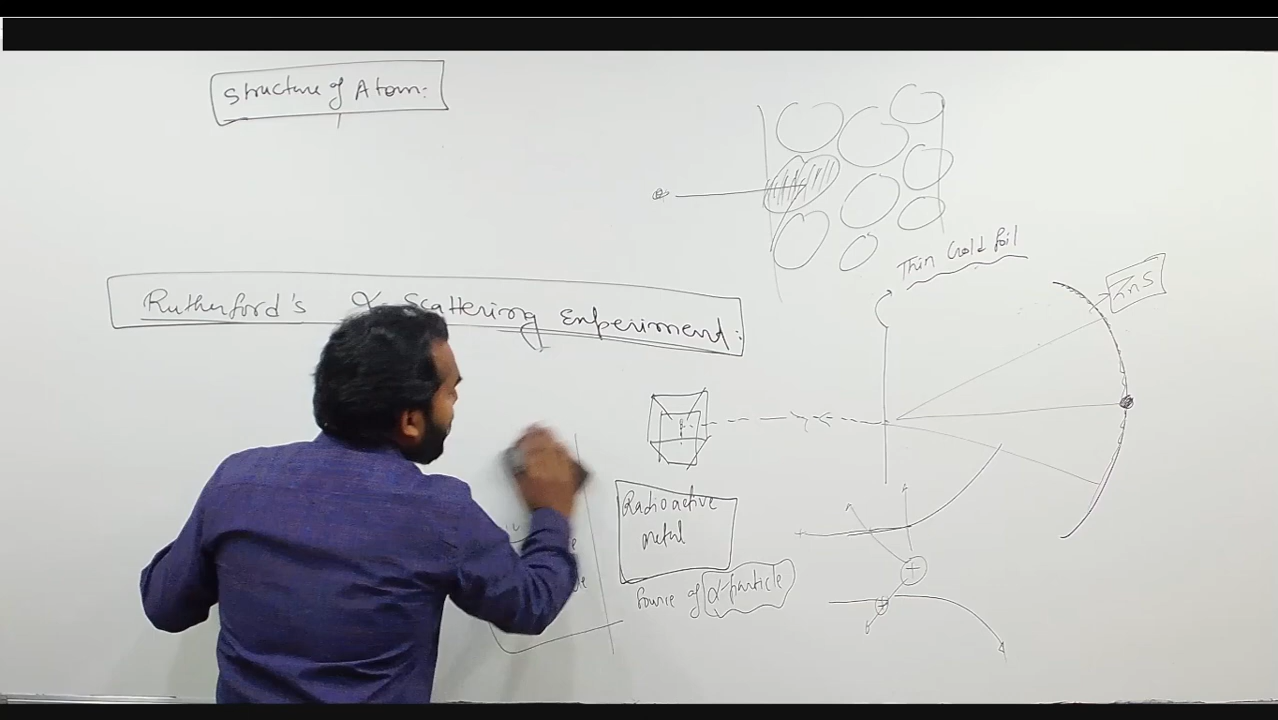 Structure of Atom:
Thin Gold foil
ZnS
Rutherford's α-Scattering Experiment:
Radioactive
metal
Source of α-particle